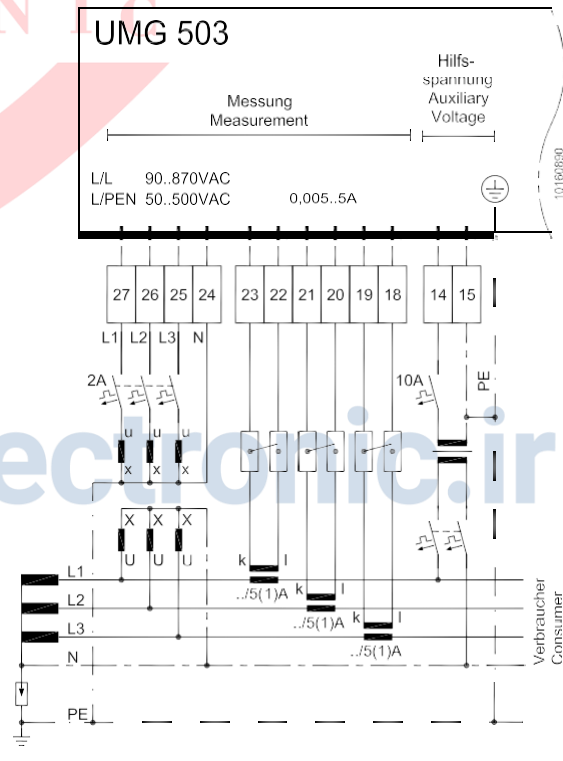 NIC
UMG 503
Hilfs-
spannung
Auxiliary
Voltage
Messung
Measurement
L/L 90..870VAC
L/PEN 50..500VAC 0,005..5A
10160890
27 26 25 24 23 22 21 20 19 18 14 15
L1 L2 L3 N
2A 10A PE
u u u
x x x
ectronic.ir
X X X
U U U
k l
L1
../5(1)A
k l
L2
../5(1)A
k l
L3
../5(1)A
N
PE
Verbraucher
Consumer